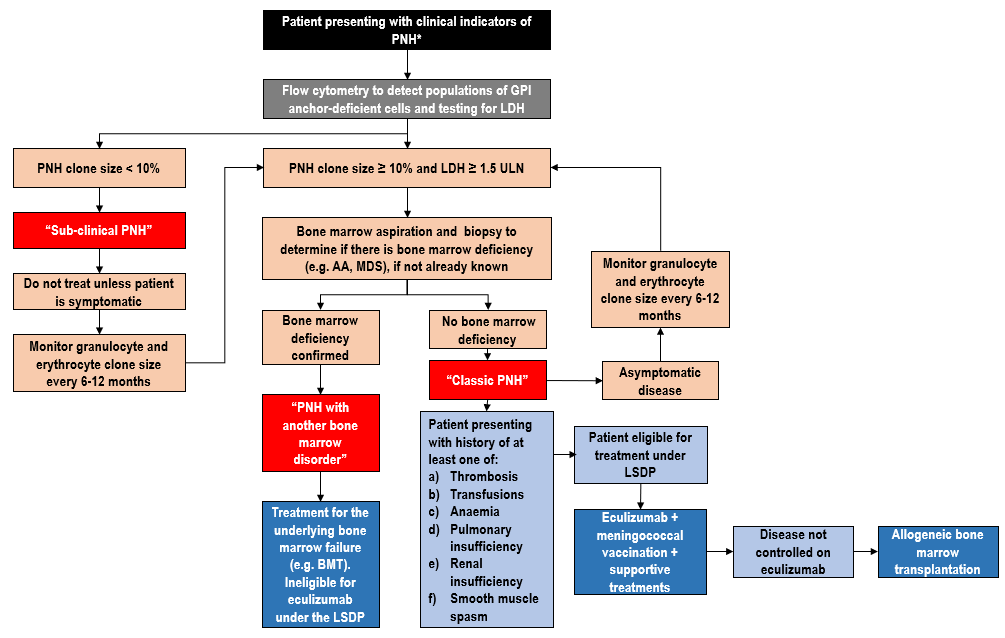 Patient presenting with clinical indicators of
PNH*
Flow cytometry to detect populations of GPI
anchor-deficient cells and testing for LDH
PNH clone size < 10%
PNH clone size ≥ 10% and LDH ≥ 1.5 ULN
“Sub-clinical PNH”
Do not treat unless patient
is symptomatic
Monitor granulocyte and
erythrocyte clone size
every 6-12 months
Bone marrow aspiration and biopsy to
determine if there is bone marrow deficiency
(e.g. AA, MDS), if not already known
Monitor granulocyte
and erythrocyte
clone size every 6-12
months
Bone marrow
deficiency
confirmed
No bone marrow
deficiency
“Classic PNH”
Asymptomatic
disease
“PNH with
another bone
marrow
disorder”
Treatment for the
underlying bone
marrow failure
(e.g. BMT).
Ineligible for
eculizumab
under the LSDP
Patient presenting
with history of at
least one of:
a) Thrombosis
b) Transfusions
c) Anaemia
d) Pulmonary
insufficiency
e) Renal
insufficiency
f) Smooth muscle
spasm
Patient eligible for
treatment under
LSDP
Eculizumab +
meningococcal
vaccination +
supportive
treatments
Disease not
controlled on
eculizumab
Allogeneic bone
marrow
transplantation